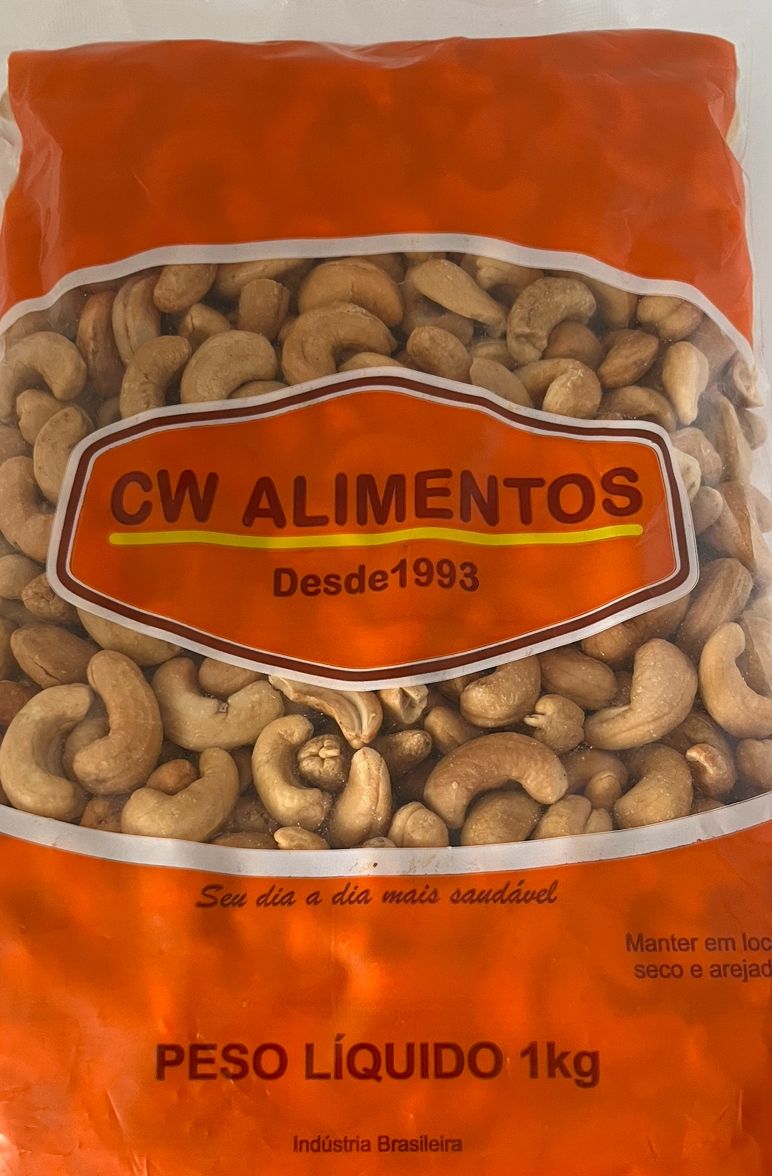 CW ALIMENTOS
Desde1993
Seu dia a dia mais saudável
Manter em loc
seco e arejad
PESO LÍQUIDO 1kg
Indústria Brasileira